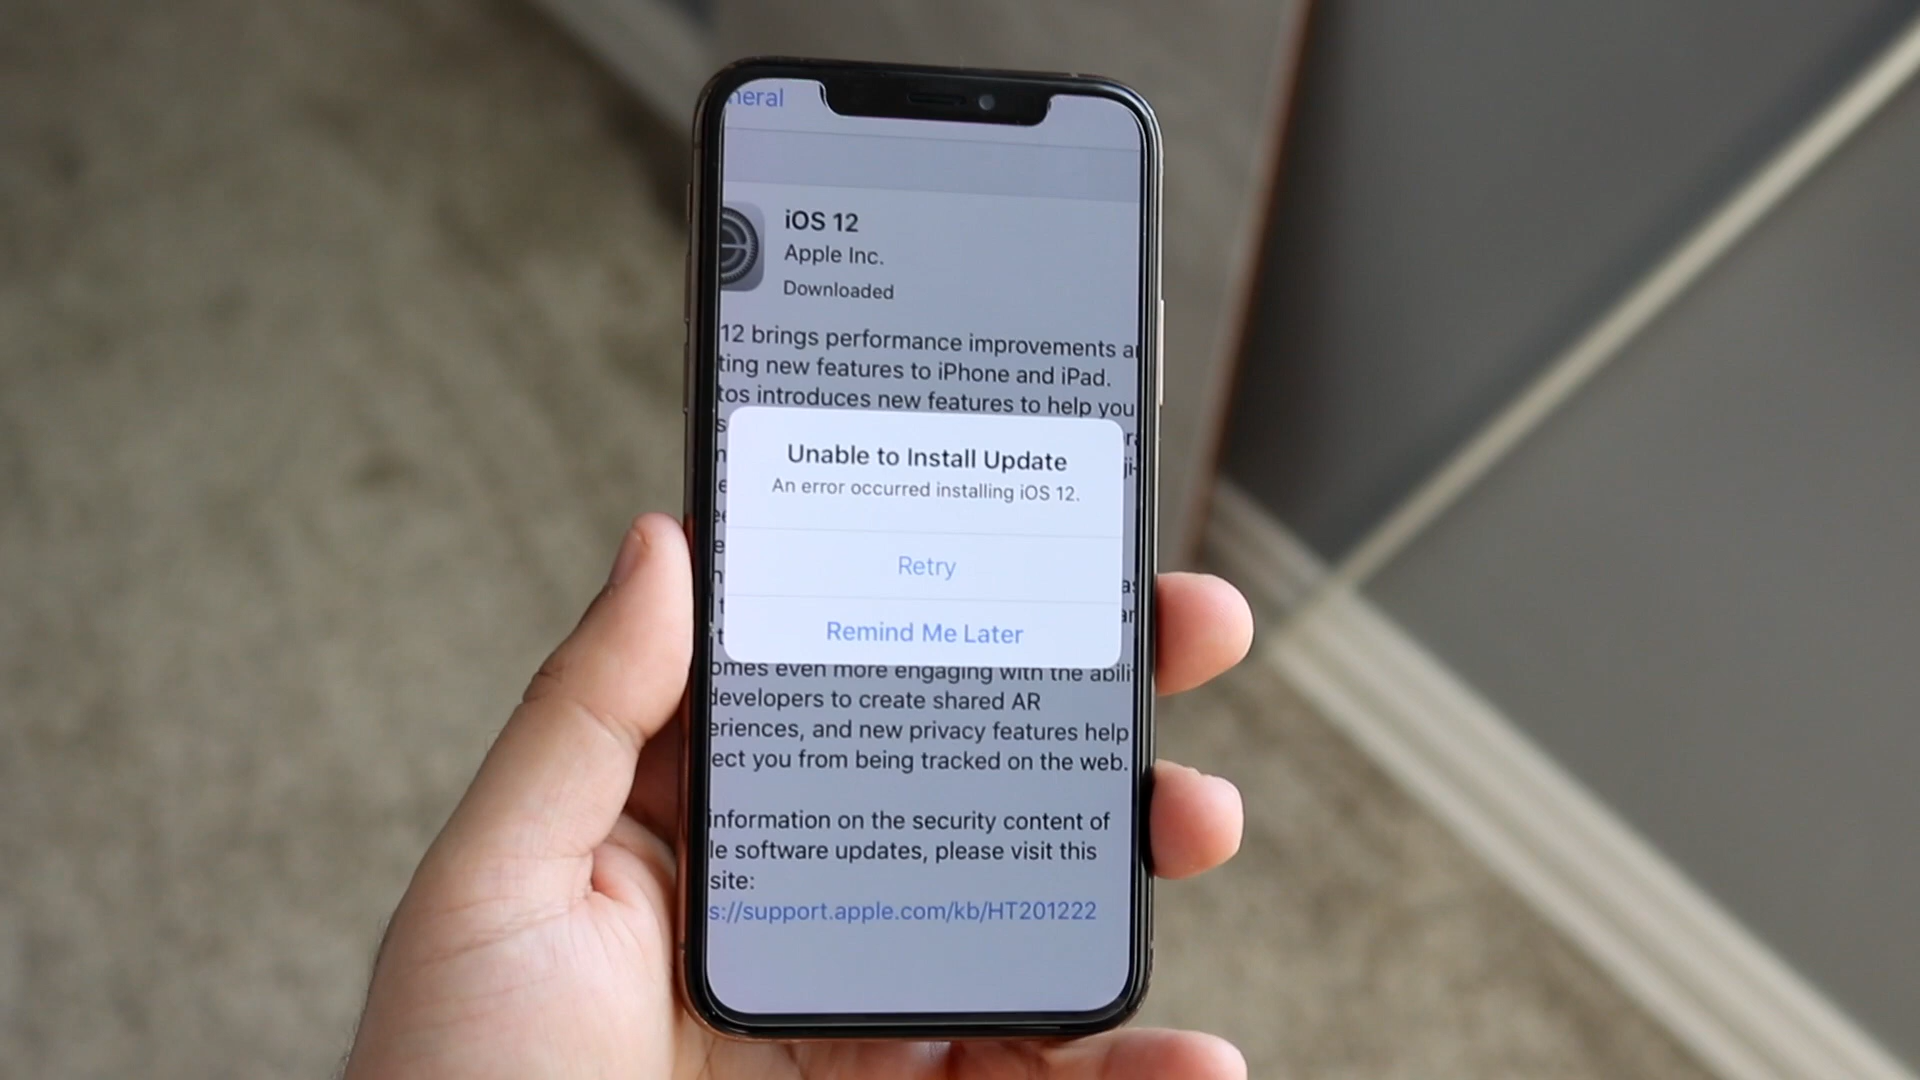 neral
iOS 12
Apple Inc.
Downloaded
12 brings performance improvements a
ting new features to iPhone and iPad.
tos introduces new features to help you
Unable to Install Update
An error occurred installing iOS 12.
Retry
Remind Me Later
omes even more engaging with the abili
developers to create shared AR
eriences, and new privacy features help
ect you from being tracked on the web.
information on the security content of
le software updates, please visit this
site:
s://support.apple.com/kb/HT201222